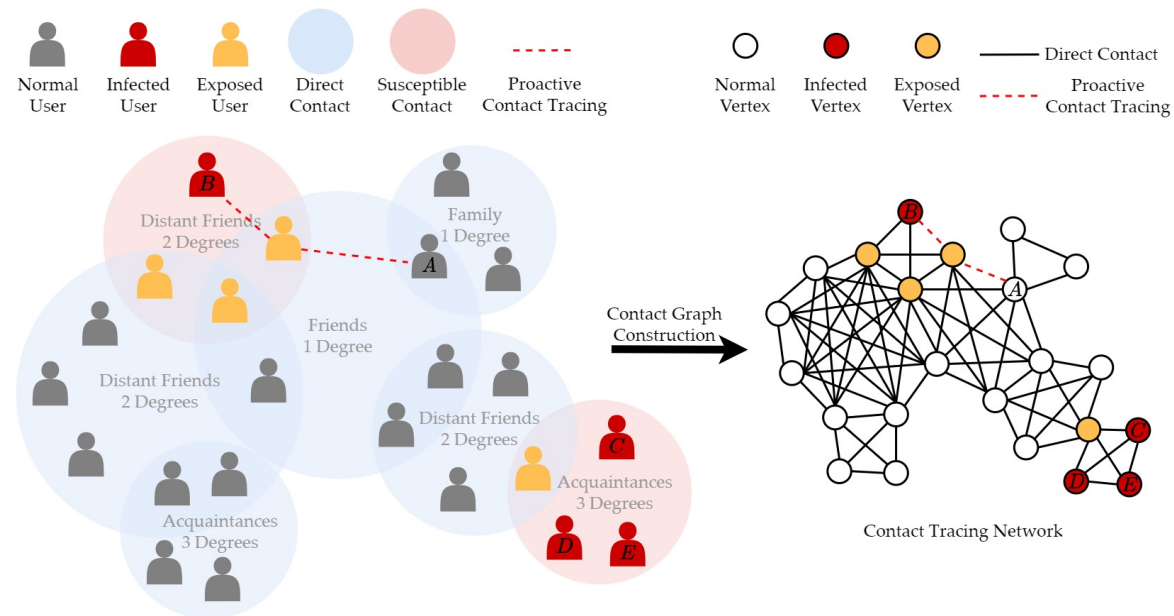 Normal
User
Infected
User
Exposed
User
Direct
Contact
Susceptible
Contact
Proactive
Contact Tracing
Normal
Vertex
Infected
Vertex
Exposed
Vertex
Direct Contact
Proactive
Contact Tracing
B
Distant Friends
2 Degrees
Family
1 Degree
A
Friends
1 Degree
Distant Friends
2 Degrees
Distant Friends
2 Degrees
C
Acquaintances
3 Degrees
D
E
Acquaintances
3 Degrees
Contact Graph
Construction
B
A
C
D
E
Contact Tracing Network